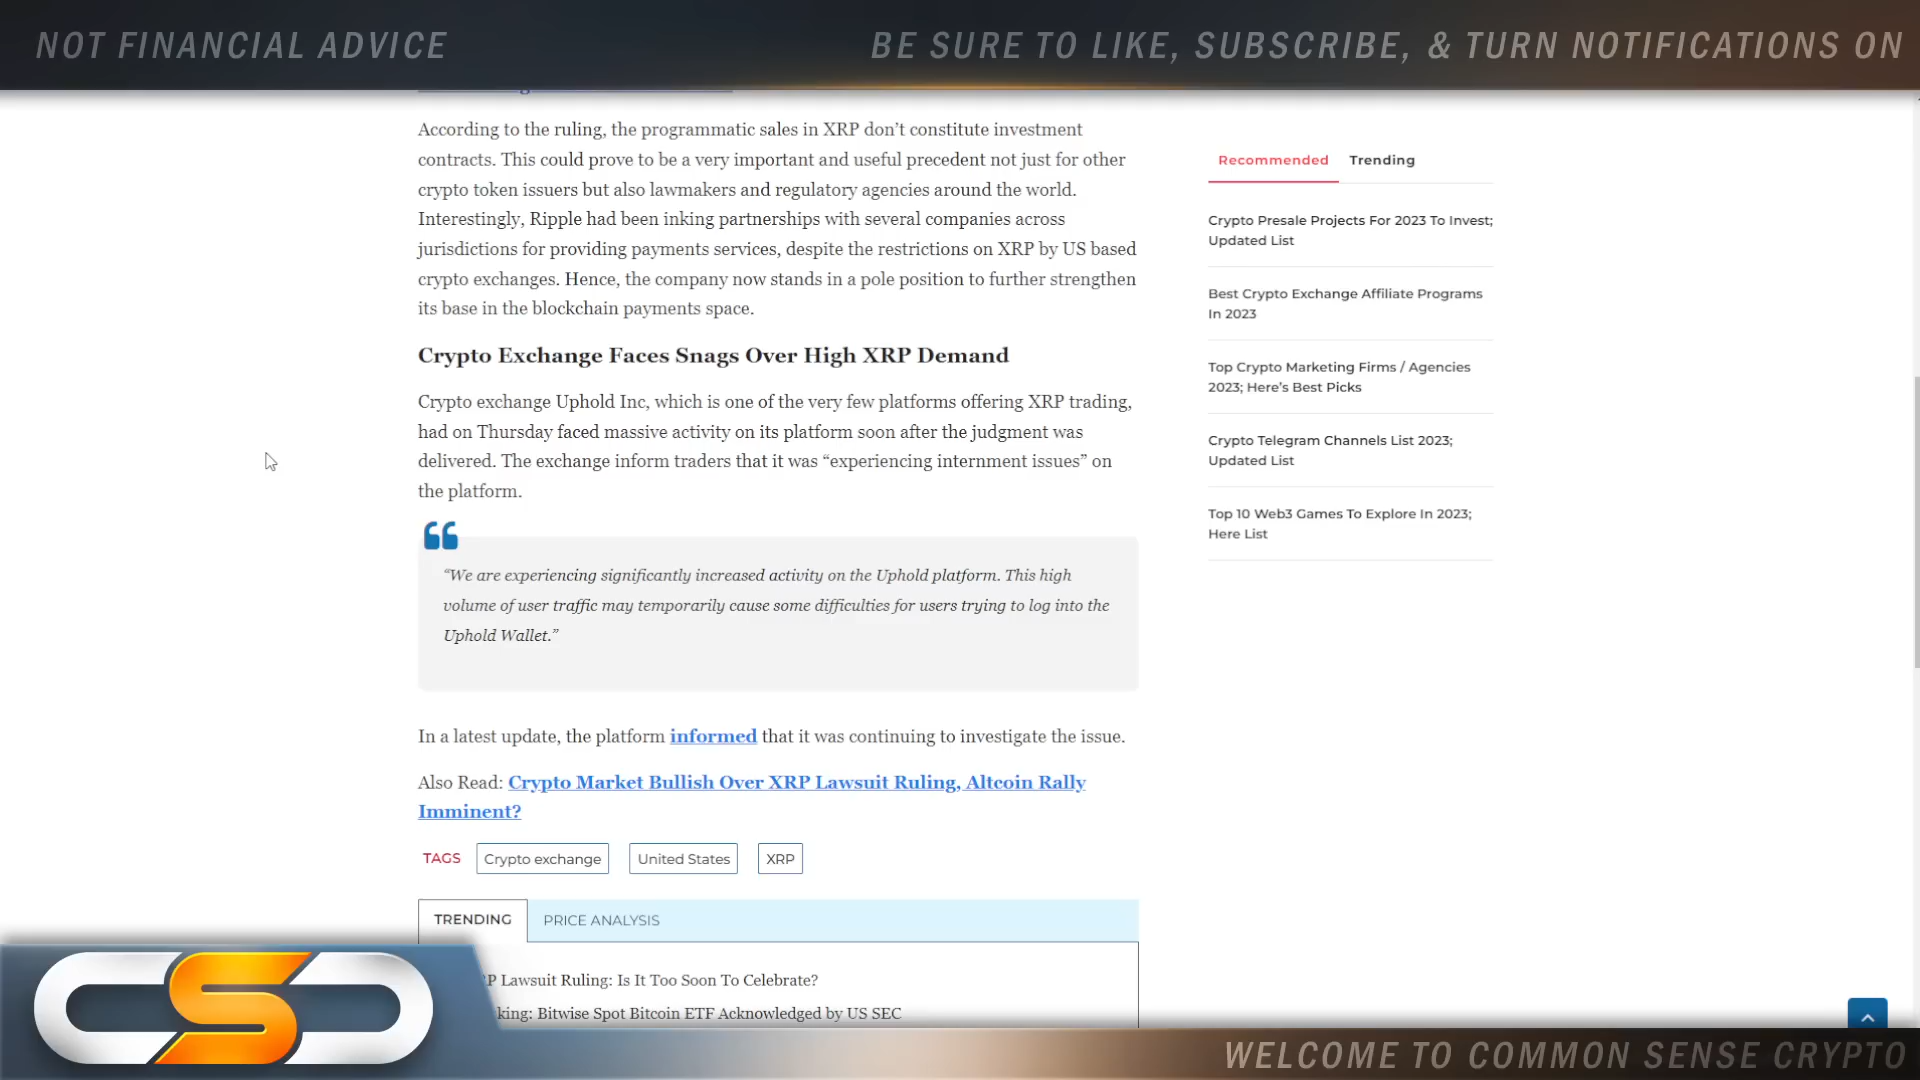 NOT FINANCIAL ADVICE
BE SURE TO LIKE, SUBSCRIBE, & TURN NOTIFICATIONS ON
According to the ruling, the programmatic sales in XRP don’t constitute investment
contracts. This could prove to be a very important and useful precedent not just for other
crypto token issuers but also lawmakers and regulatory agencies around the world.
Interestingly, Ripple had been inking partnerships with several companies across
jurisdictions for providing payments services, despite the restrictions on XRP by US based
crypto exchanges. Hence, the company now stands in a pole position to further strengthen
its base in the blockchain payments space.
Crypto Exchange Faces Snags Over High XRP Demand
Crypto exchange Uphold Inc, which is one of the very few platforms offering XRP trading,
had on Thursday faced massive activity on its platform soon after the judgment was
delivered. The exchange inform traders that it was “experiencing internment issues” on
the platform.
“We are experiencing significantly increased activity on the Uphold platform. This high
volume of user traffic may temporarily cause some difficulties for users trying to log into the
Uphold Wallet.”
In a latest update, the platform informed that it was continuing to investigate the issue.
Also Read: Crypto Market Bullish Over XRP Lawsuit Ruling, Altcoin Rally
Imminent?
TAGS Crypto exchange United States XRP
TRENDING PRICE ANALYSIS
Lawsuit Ruling: Is It Too Soon To Celebrate?
Bitwise Spot Bitcoin ETF Acknowledged by US SEC
Recommended Trending
Crypto Presale Projects For 2023 To Invest;
Updated List
Best Crypto Exchange Affiliate Programs
In 2023
Top Crypto Marketing Firms / Agencies
2023; Here’s Best Picks
Crypto Telegram Channels List 2023;
Updated List
Top 10 Web3 Games To Explore In 2023;
Here List
CSC
WELCOME TO COMMON SENSE CRYPTO